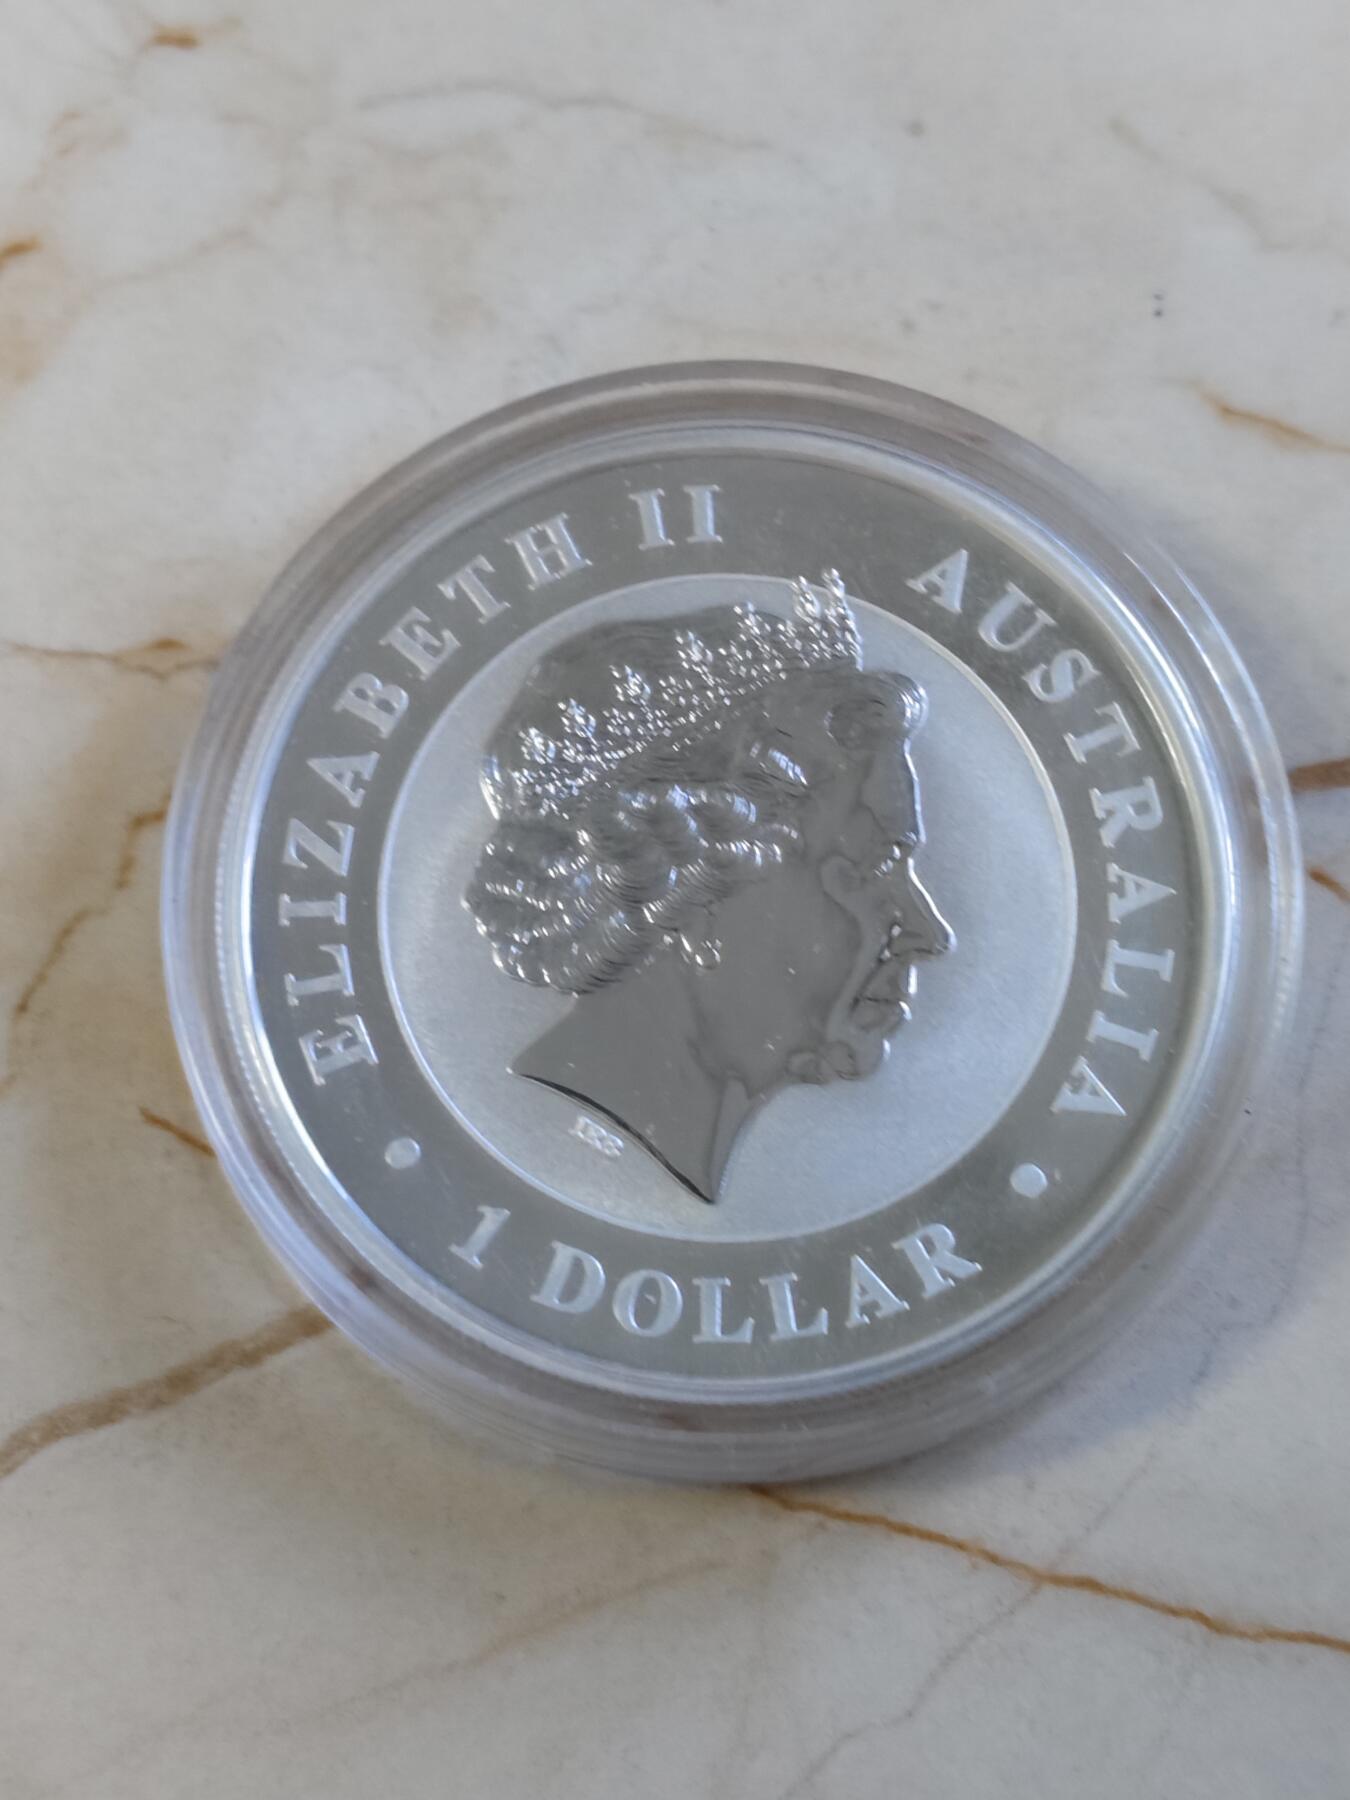 ELIZABETH II AUSTRALIA
• 1 DOLLAR •
IRB